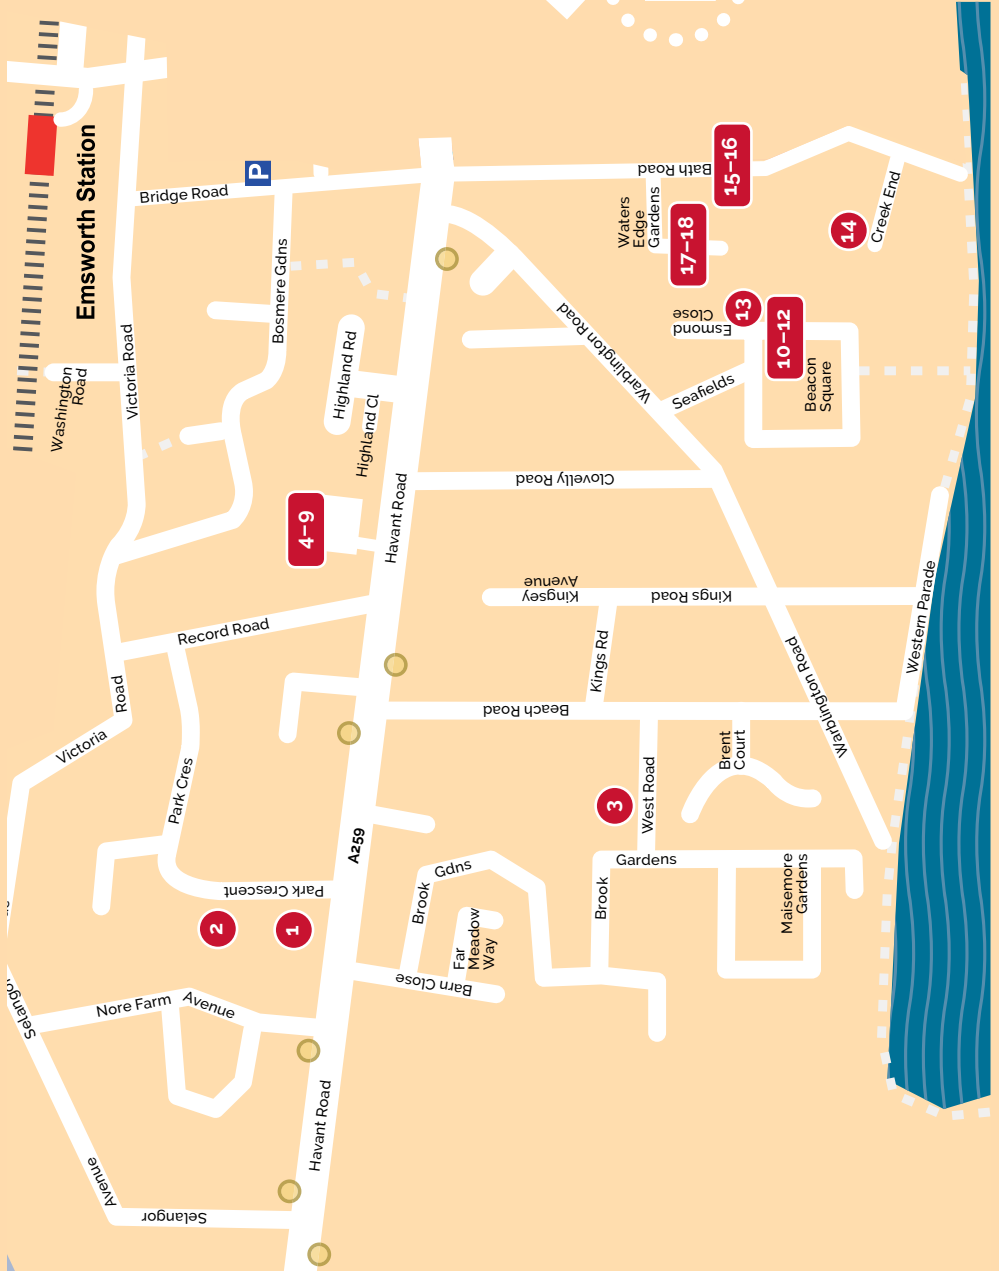 Emsworth Station
P
Bridge Road
Bath Road
15–16
Waters
Edge
Gardens
17–18
14
Creek End
Victoria Road
Washington
Road
Bosmere Gdns
Highland Rd
Highland Cl
Warblington Road
Esmond
Close
13
10–12
Seafields
Beacon
Square
4–9
Havant Road
Clovelly Road
Kingsey
Avenue
Kings Road
Kings Rd
Western Parade
Record Road
Victoria
Road
Park Cres
Beach Road
Warblington Road
Brent
Court
West Road
3
A259
Park Crescent
2
1
Brook
Gdns
Brook
Gardens
Maisemore
Gardens
Far
Meadow
Way
Barn Close
Nore Farm
Avenue
Selangor
Avenue
Selangor
Havant Road